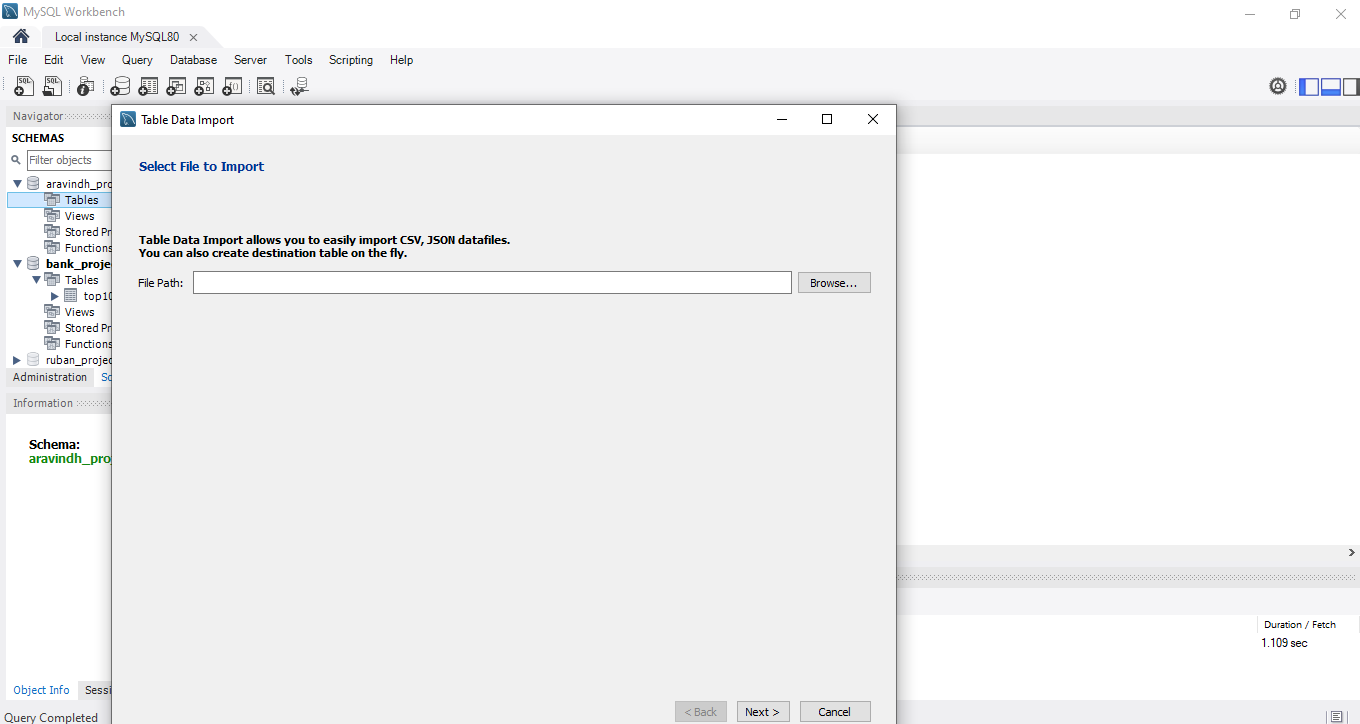 MySQL Workbench
Local instance MySQL80
File Edit View Query Database Server Tools Scripting Help
Navigator
SCHEMAS
Filter objects
aravindh_pro
Tables
Views
Stored Pr
Functions
bank_proje
Tables
top10
Views
Stored Pr
Functions
ruban_projec
Administration Sc
Information
Schema:
aravindh_proj
Object Info Sessi
Query Completed
Table Data Import
Select File to Import
Table Data Import allows you to easily import CSV, JSON datafiles.
You can also create destination table on the fly.
File Path: Browse...
< Back Next > Cancel
Duration / Fetch
1.109 sec